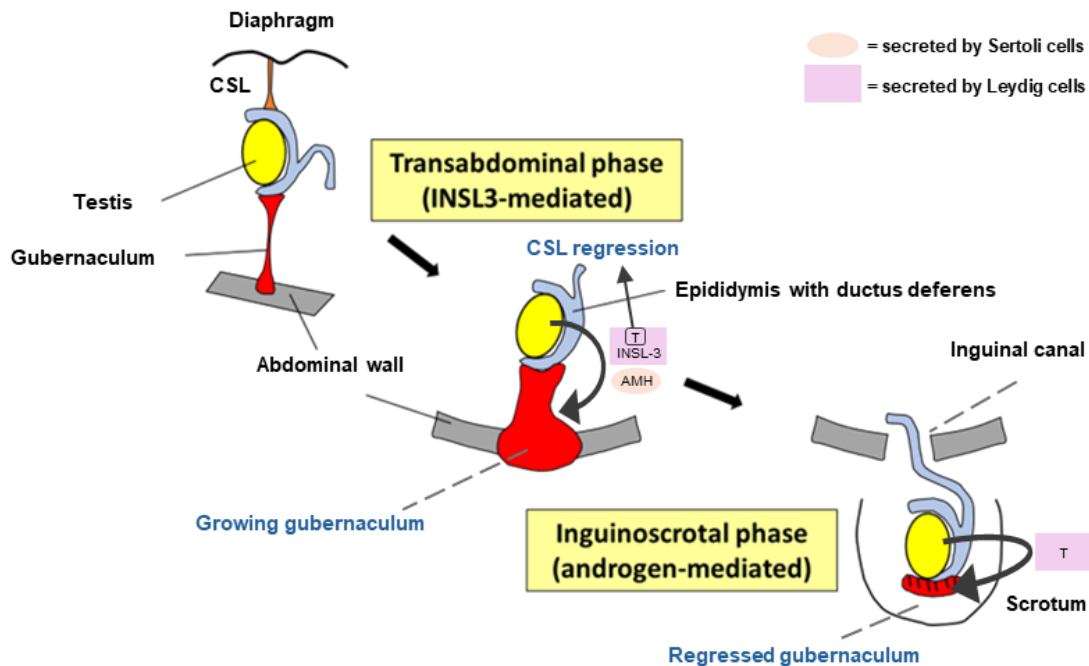 Diaphragm
= secreted by Sertoli cells
CSL
= secreted by Leydig cells
Transabdominal phase
(INSL3-mediated)
Testis
Gubernaculum
CSL regression
Epididymis with ductus deferens
T
INSL-3
AMH
Abdominal wall
Inguinal canal
Growing gubernaculum
Inguinoscrotal phase
(androgen-mediated)
T
Scrotum
Regressed gubernaculum